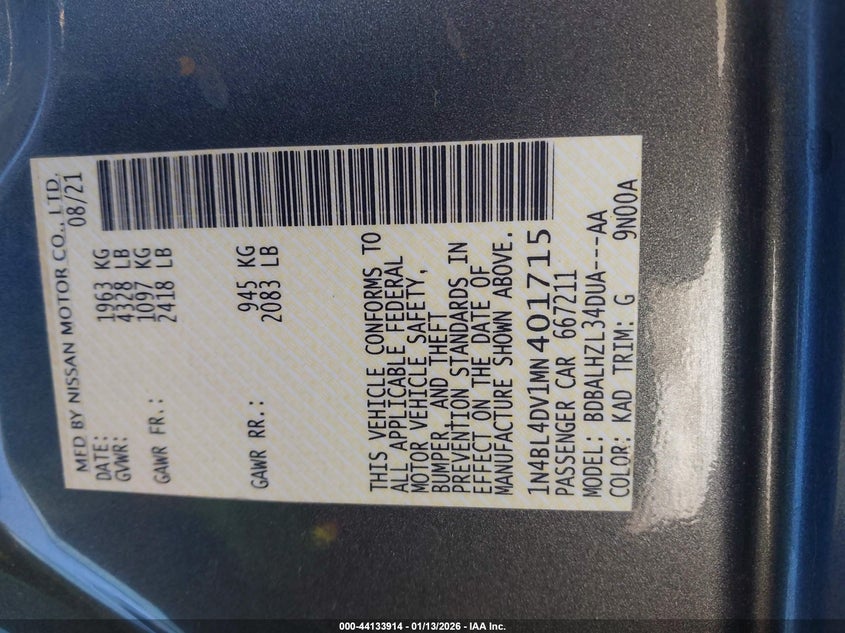 MFD BY NISSAN MOTOR CO., LTD.
DATE: 08/21
GVWR: 1963 KG
4328 LB
GAWR FR.: 1097 KG
2418 LB
GAWR RR.: 945 KG
2083 LB
THIS VEHICLE CONFORMS TO
ALL APPLICABLE FEDERAL
MOTOR VEHICLE SAFETY,
BUMPER, AND THEFT
PREVENTION STANDARDS IN
EFFECT ON THE DATE OF
MANUFACTURE SHOWN ABOVE.
1N4BL4DV1MN401715
PASSENGER CAR 667211
MODEL: BDBALHZL34DUA---AA
COLOR: KAD TRIM: G 9N00A
000-44133914 - 01/13/2026 - IAA Inc.